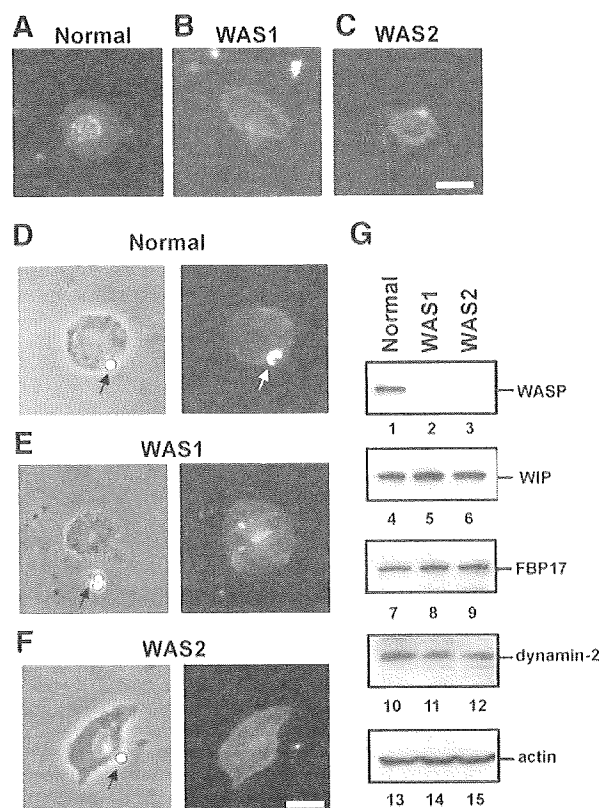 A Normal
B WAS1
C WAS2
D Normal
E WAS1
F WAS2
G
Normal WAS1 WAS2
WASP
1 2 3
WIP
4 5 6
FBP17
7 8 9
dynamin-2
10 11 12
actin
13 14 15